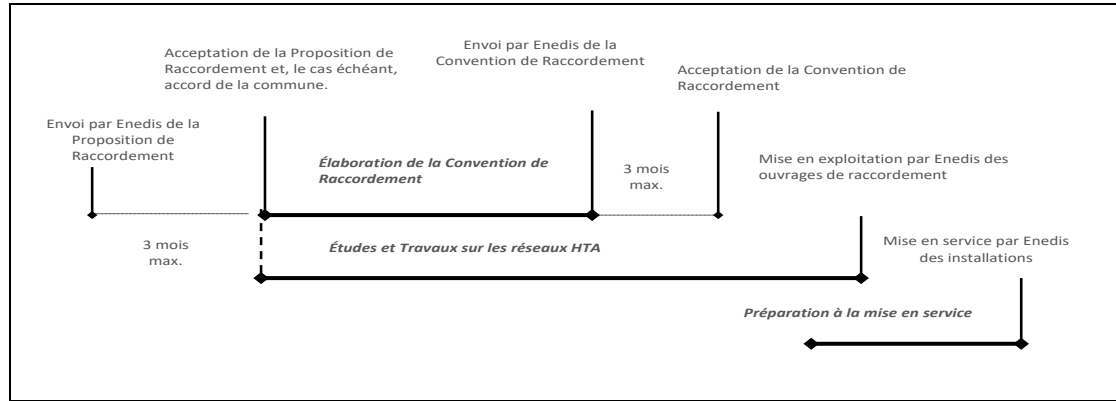 Envoi par Enedis de la
Proposition de
Raccordement
Acceptation de la Proposition de
Raccordement et, le cas échéant,
accord de la commune.
Envoi par Enedis de la
Convention de Raccordement
Acceptation de la Convention de
Raccordement
Élaboration de la Convention de
Raccordement
3 mois
max.
Mise en exploitation par Enedis des
ouvrages de raccordement
3 mois
max.
Études et Travaux sur les réseaux HTA
Mise en service par Enedis
des installations
Préparation à la mise en service